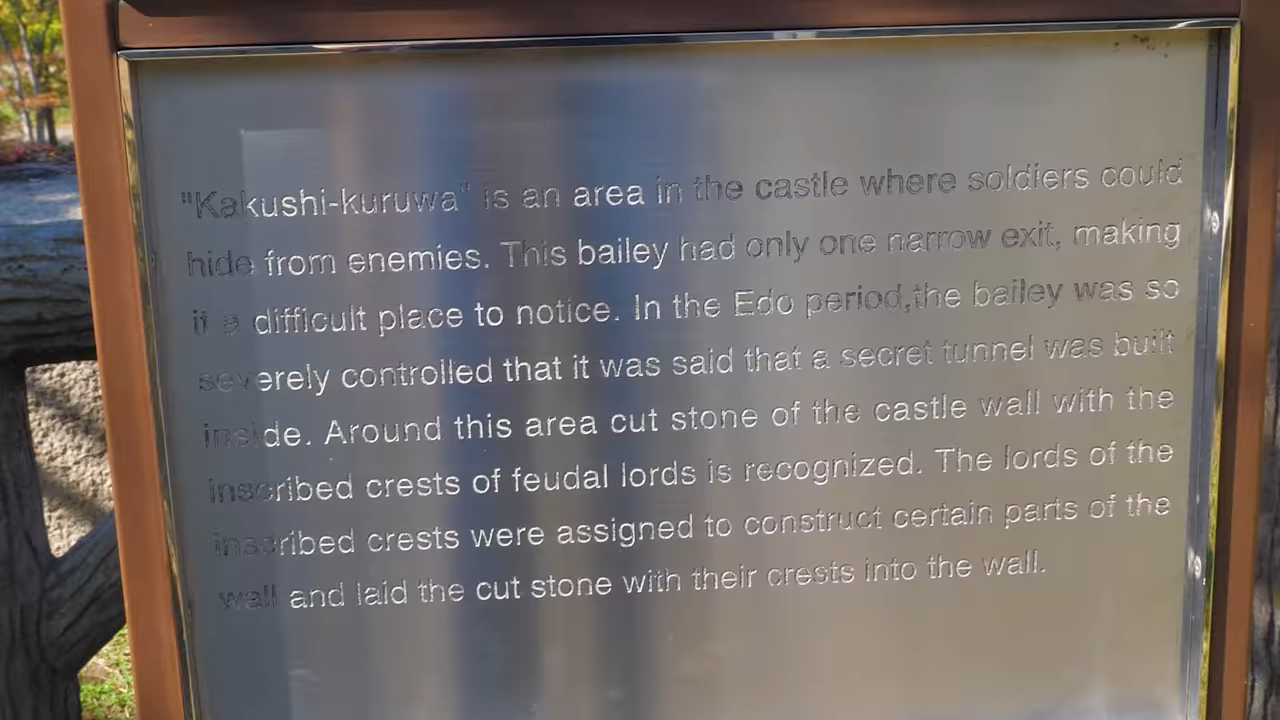 "Kakushi-kuruwa" is an area in the castle where soldiers could
hide from enemies. This bailey had only one narrow exit, making
it a difficult place to notice. In the Edo period,the bailey was so
severely controlled that it was said that a secret tunnel was built
inside. Around this area cut stone of the castle wall with the
inscribed crests of feudal lords is recognized. The lords of the
inscribed crests were assigned to construct certain parts of the
wall and laid the cut stone with their crests into the wall.